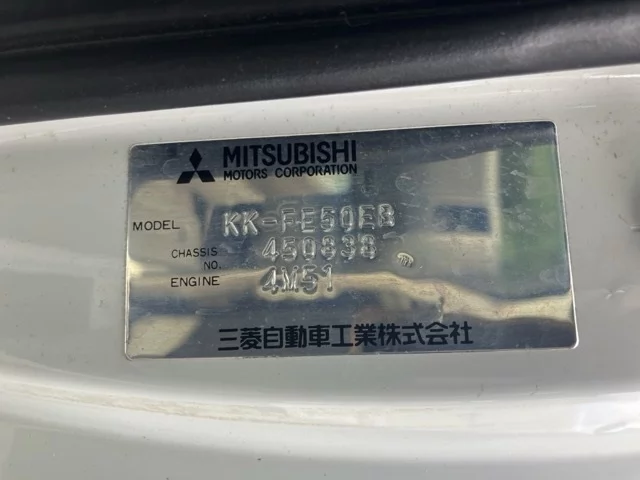 MITSUBISHI
MOTORS CORPORATION
MODEL KK-FE50EB
CHASSIS NO. 450838
ENGINE 4M51
三菱自動車工業株式会社